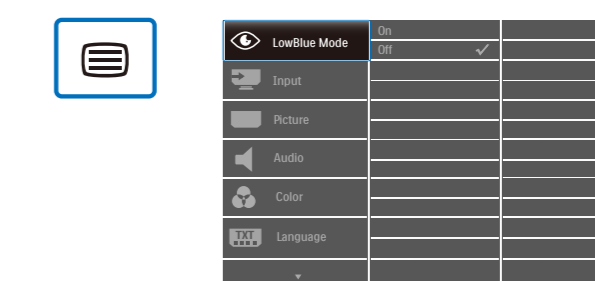 LowBlue Mode
On
Off
Input
Picture
Audio
Color
TXT
Language